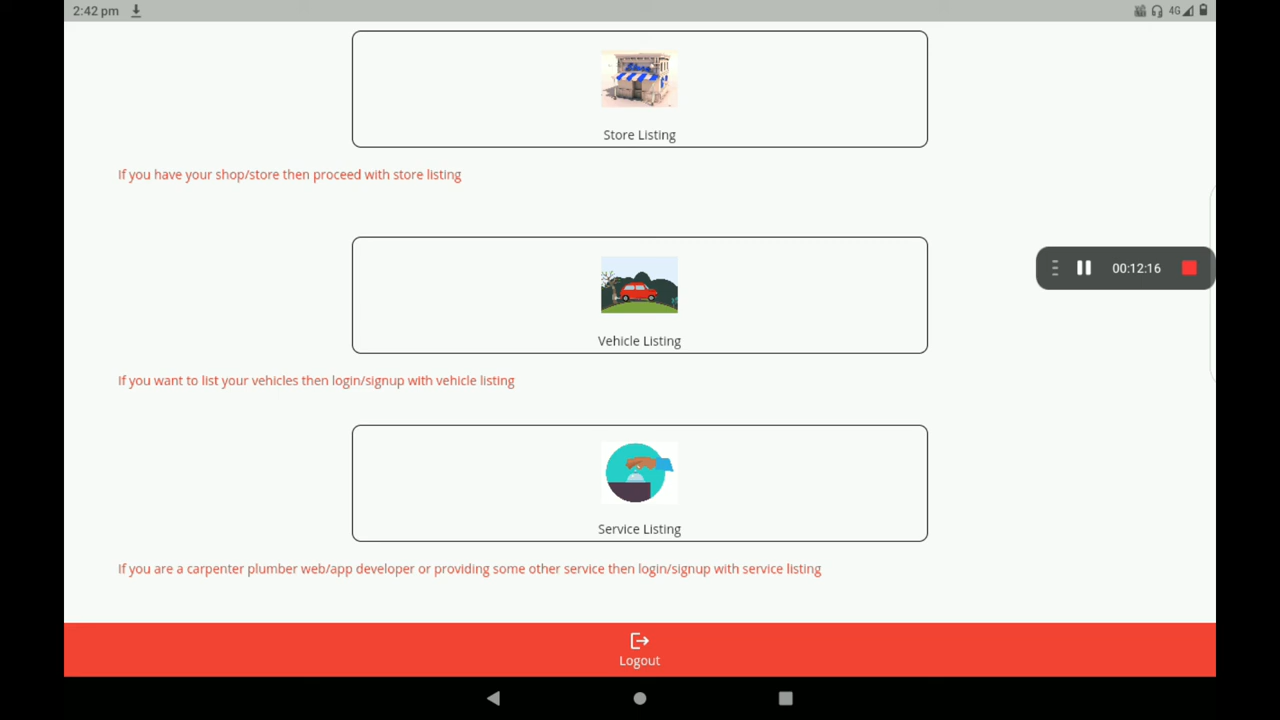 2:42 pm
4G
Store Listing
If you have your shop/store then proceed with store listing
00:12:16
Vehicle Listing
If you want to list your vehicles then login/signup with vehicle listing
Service Listing
If you are a carpenter plumber web/app developer or providing some other service then login/signup with service listing
Logout